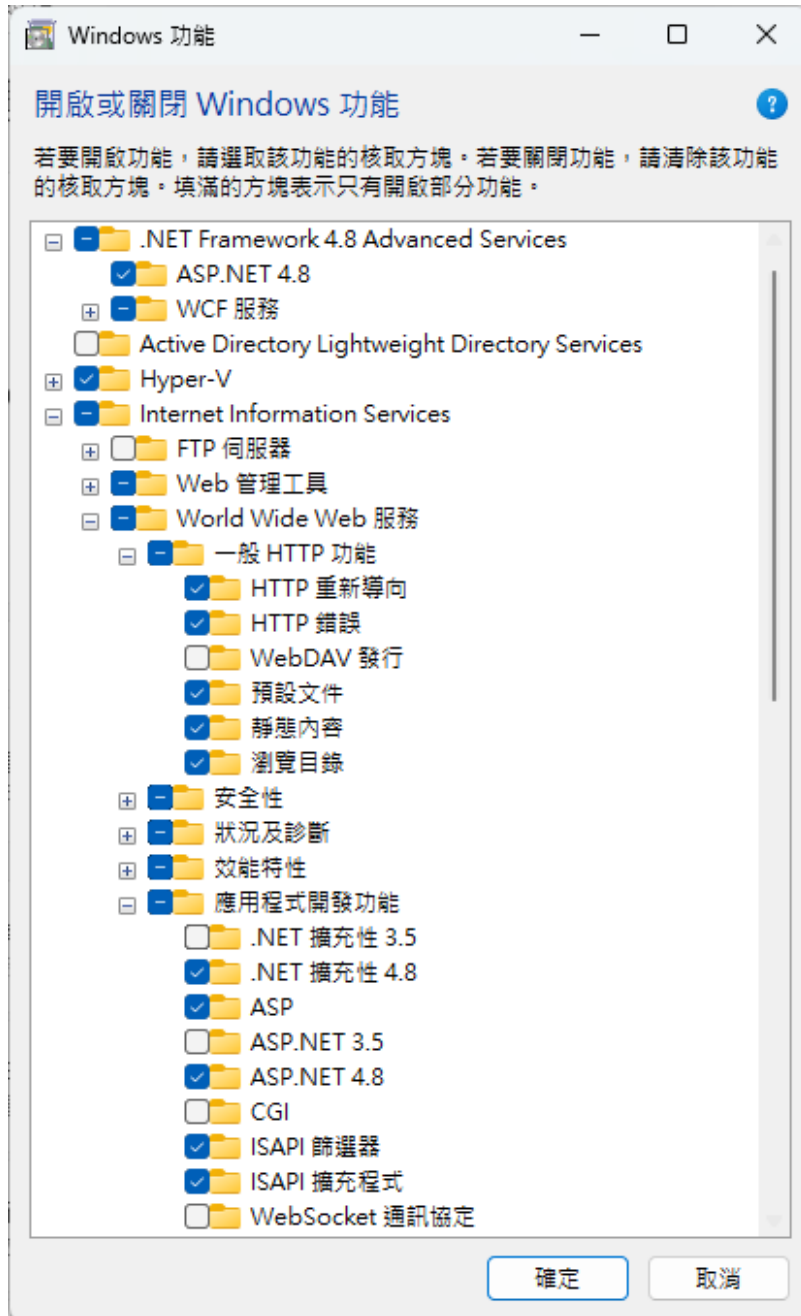 Windows 功能
開啟或關閉 Windows 功能
若要開啟功能，請選取該功能的核取方塊。若要關閉功能，請清除該功能
的核取方塊。填滿的方塊表示只有開啟部分功能。
.NET Framework 4.8 Advanced Services
ASP.NET 4.8
WCF 服務
Active Directory Lightweight Directory Services
Hyper-V
Internet Information Services
FTP 伺服器
Web 管理工具
World Wide Web 服務
一般 HTTP 功能
HTTP 重新導向
HTTP 錯誤
WebDAV 發行
預設文件
靜態內容
瀏覽目錄
安全性
狀況及診斷
效能特性
應用程式開發功能
.NET 擴充性 3.5
.NET 擴充性 4.8
ASP
ASP.NET 3.5
ASP.NET 4.8
CGI
ISAPI 篩選器
ISAPI 擴充程式
WebSocket 通訊協定
確定
取消